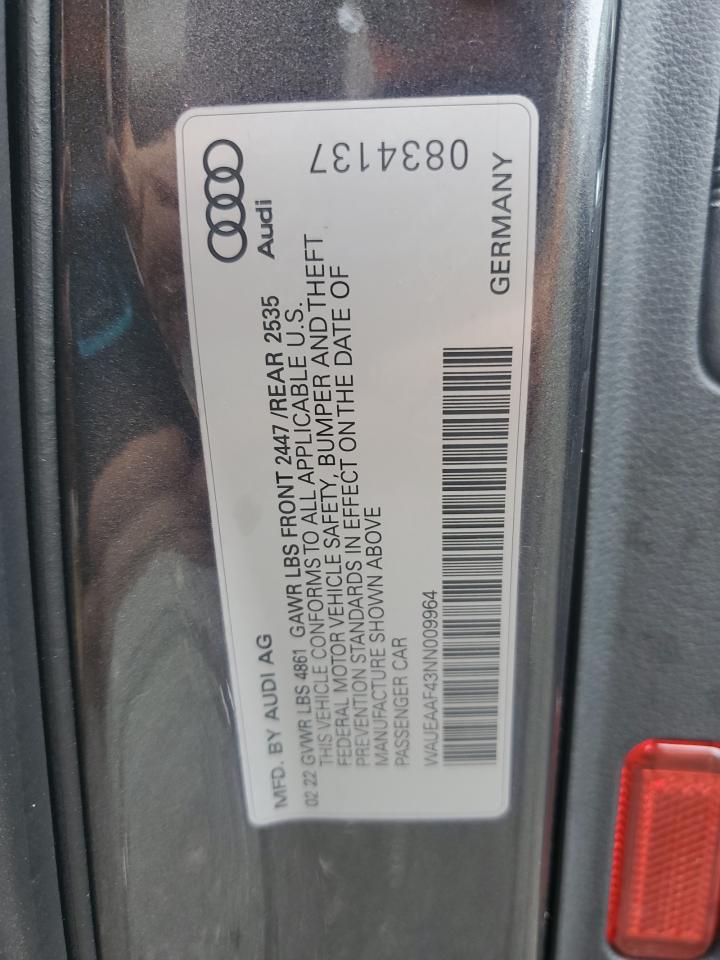 MFD. BY AUDI AG
Audi
02 22 GVWR LBS 4861 GAWR LBS FRONT 2447 /REAR 2535
THIS VEHICLE CONFORMS TO ALL APPLICABLE U.S.
FEDERAL MOTOR VEHICLE SAFETY, BUMPER AND THEFT
PREVENTION STANDARDS IN EFFECT ON THE DATE OF
MANUFACTURE SHOWN ABOVE
PASSENGER CAR
0834137
WAUEAAF43NN009964
GERMANY